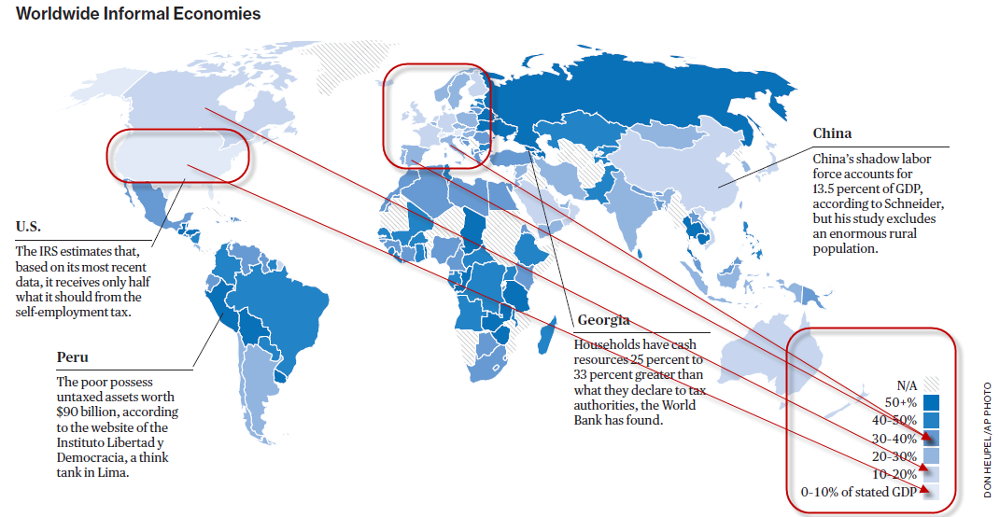 Worldwide Informal Economies
China
China's shadow labor
force accounts for
13.5 percent of GDP,
according to Schneider,
but his study excludes
an enormous rural
population.
U.S.
The IRS estimates that,
based on its most recent
data, it receives only half
what it should from the
self-employment tax.
Georgia
Households have cash
resources 25 percent to
33 percent greater than
what they declare to tax
authorities, the World
Bank has found.
Peru
The poor possess
untaxed assets worth
$90 billion, according
to the website of the
Instituto Libertad y
Democracia, a think
tank in Lima.
N/A
50+%
40-50%
30-40%
20-30%
10-20%
0-10% of stated GDP
DON HEUPEL/AP PHOTO